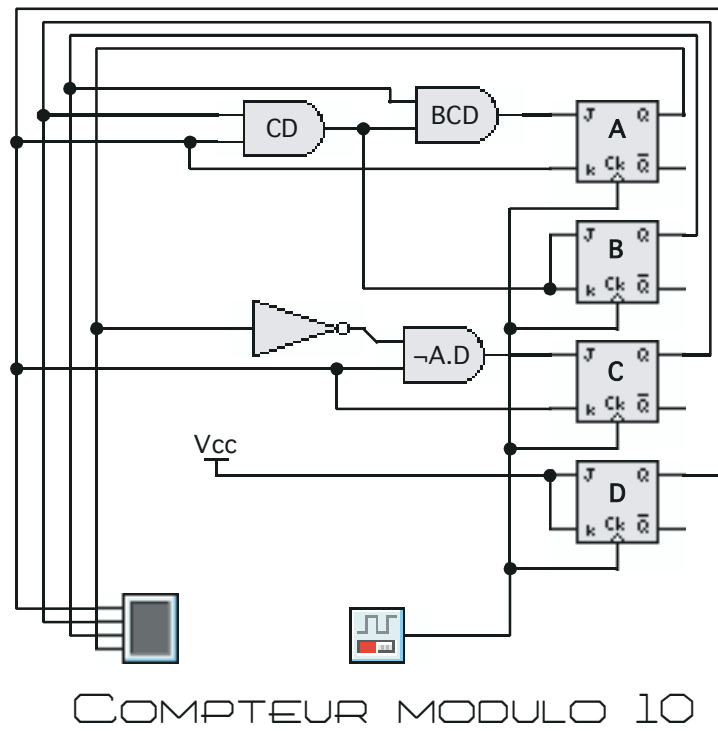 CD
BCD
J Q
A
k Ck Q̅
J Q
B
k Ck Q̅
¬A.D
J Q
C
k Ck Q̅
Vcc
J Q
D
k Ck Q̅
COMPTEUR MODULO 10